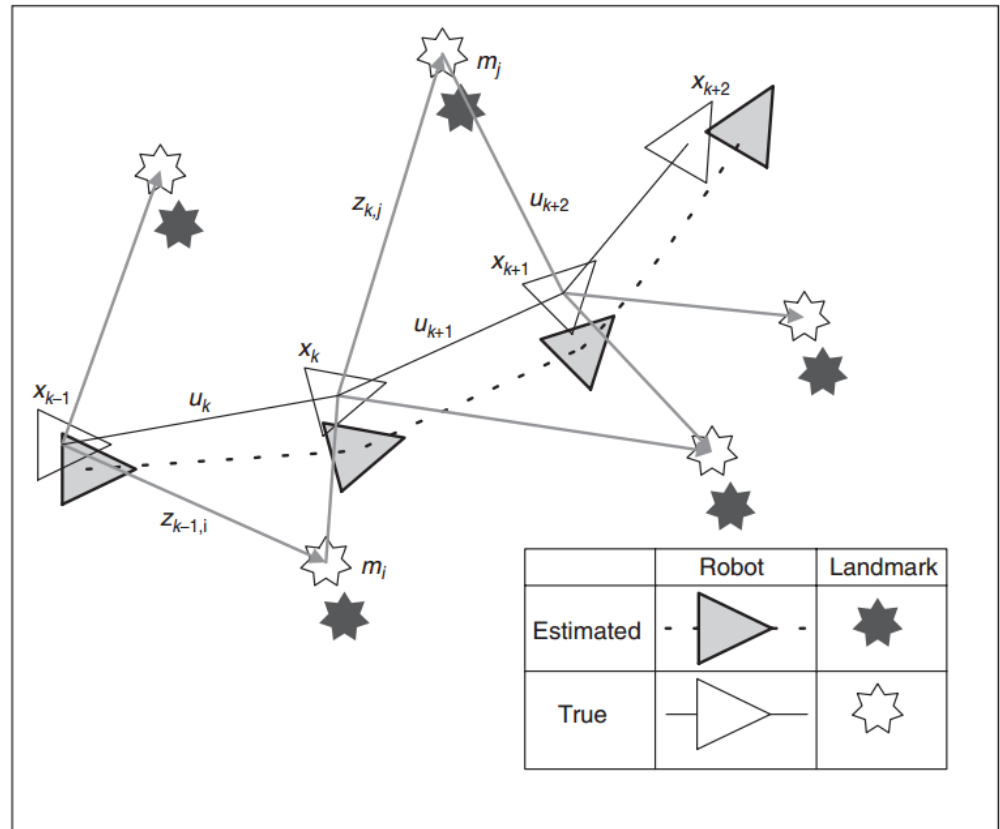 m_j
x_{k+2}
z_{k,j}
u_{k+2}
x_{k+1}
u_{k+1}
x_k
x_{k–1}
u_k
z_{k–1,i}
m_i
Robot Landmark
Estimated
True